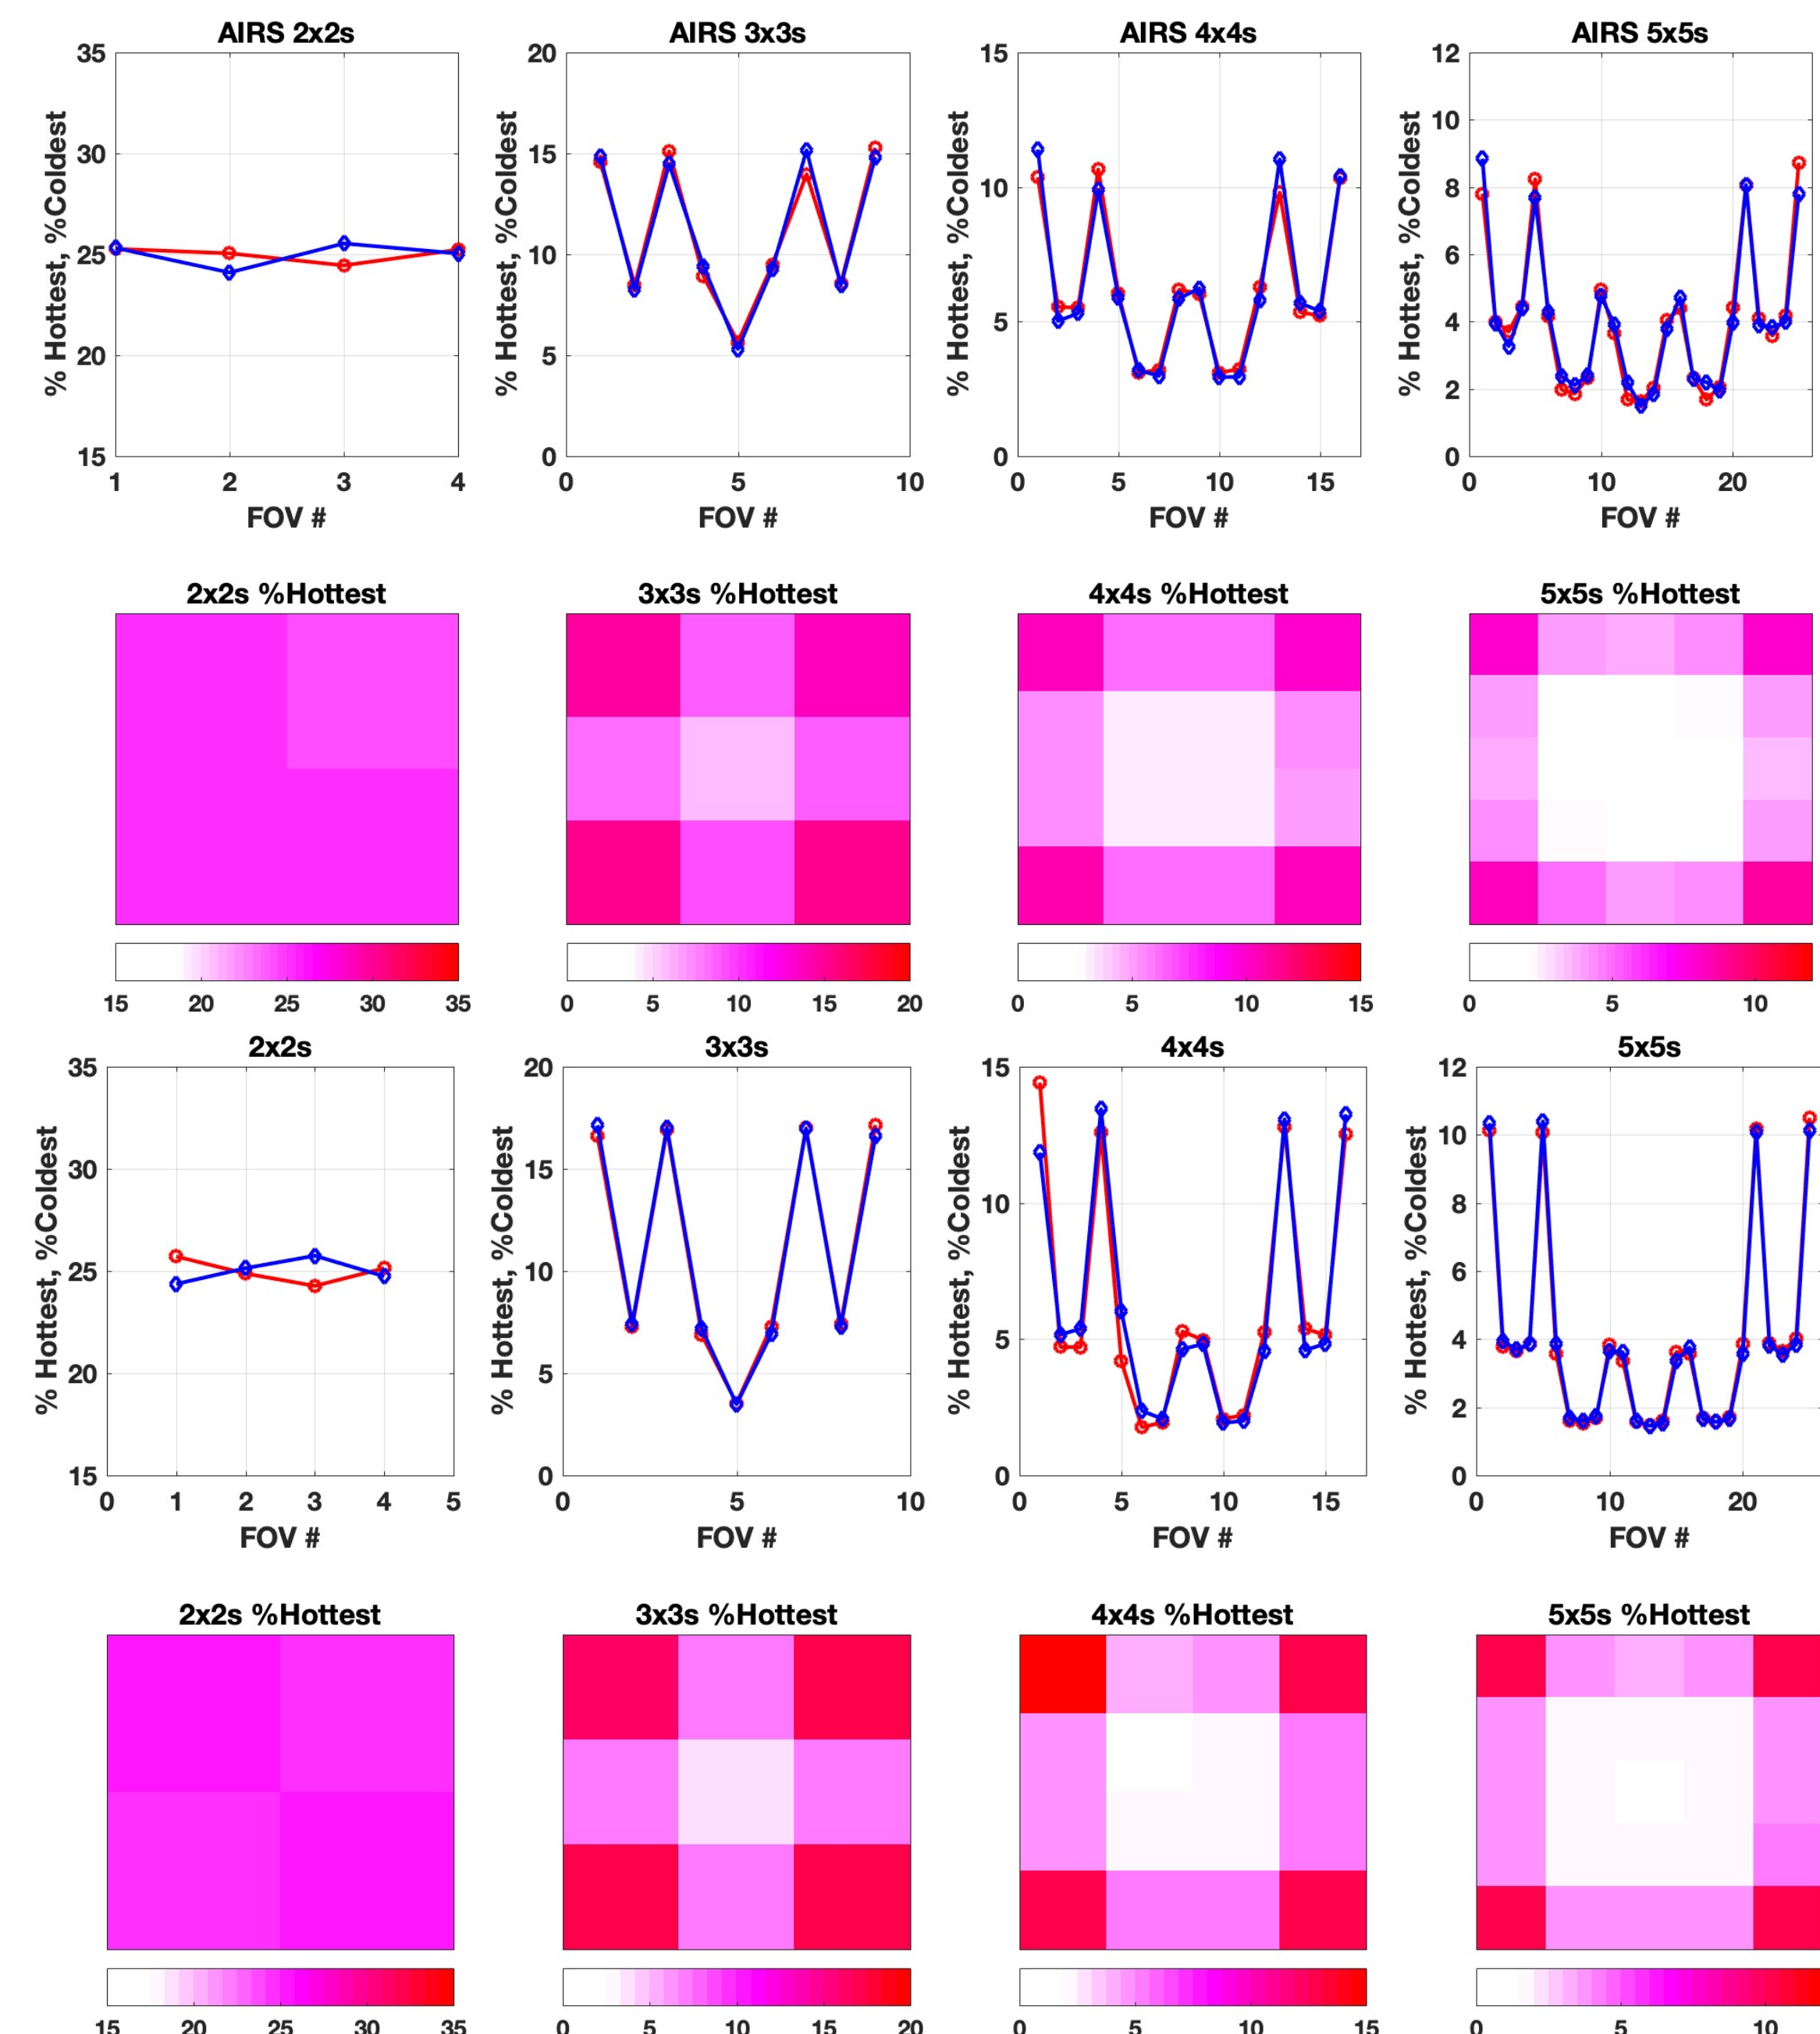 AIRS 2x2s AIRS 3x3s AIRS 4x4s AIRS 5x5s
% Hottest, %Coldest
35
30
25
20
15
1 2 3 4
FOV #
% Hottest, %Coldest
20
15
10
5
0
0 5 10
FOV #
% Hottest, %Coldest
15
10
5
0
0 5 10 15
FOV #
% Hottest, %Coldest
12
10
8
6
4
2
0
0 10 20
FOV #
2x2s %Hottest 3x3s %Hottest 4x4s %Hottest 5x5s %Hottest
15 20 25 30 35 0 5 10 15 20 0 5 10 15 0 5 10
2x2s 3x3s 4x4s 5x5s
% Hottest, %Coldest
35
30
25
20
15
0 1 2 3 4 5
FOV #
% Hottest, %Coldest
20
15
10
5
0
0 5 10
FOV #
% Hottest, %Coldest
15
10
5
0
0 5 10 15
FOV #
% Hottest, %Coldest
12
10
8
6
4
2
0
0 10 20
FOV #
2x2s %Hottest 3x3s %Hottest 4x4s %Hottest 5x5s %Hottest
15 20 25 30 35 0 5 10 15 20 0 5 10 15 0 5 10